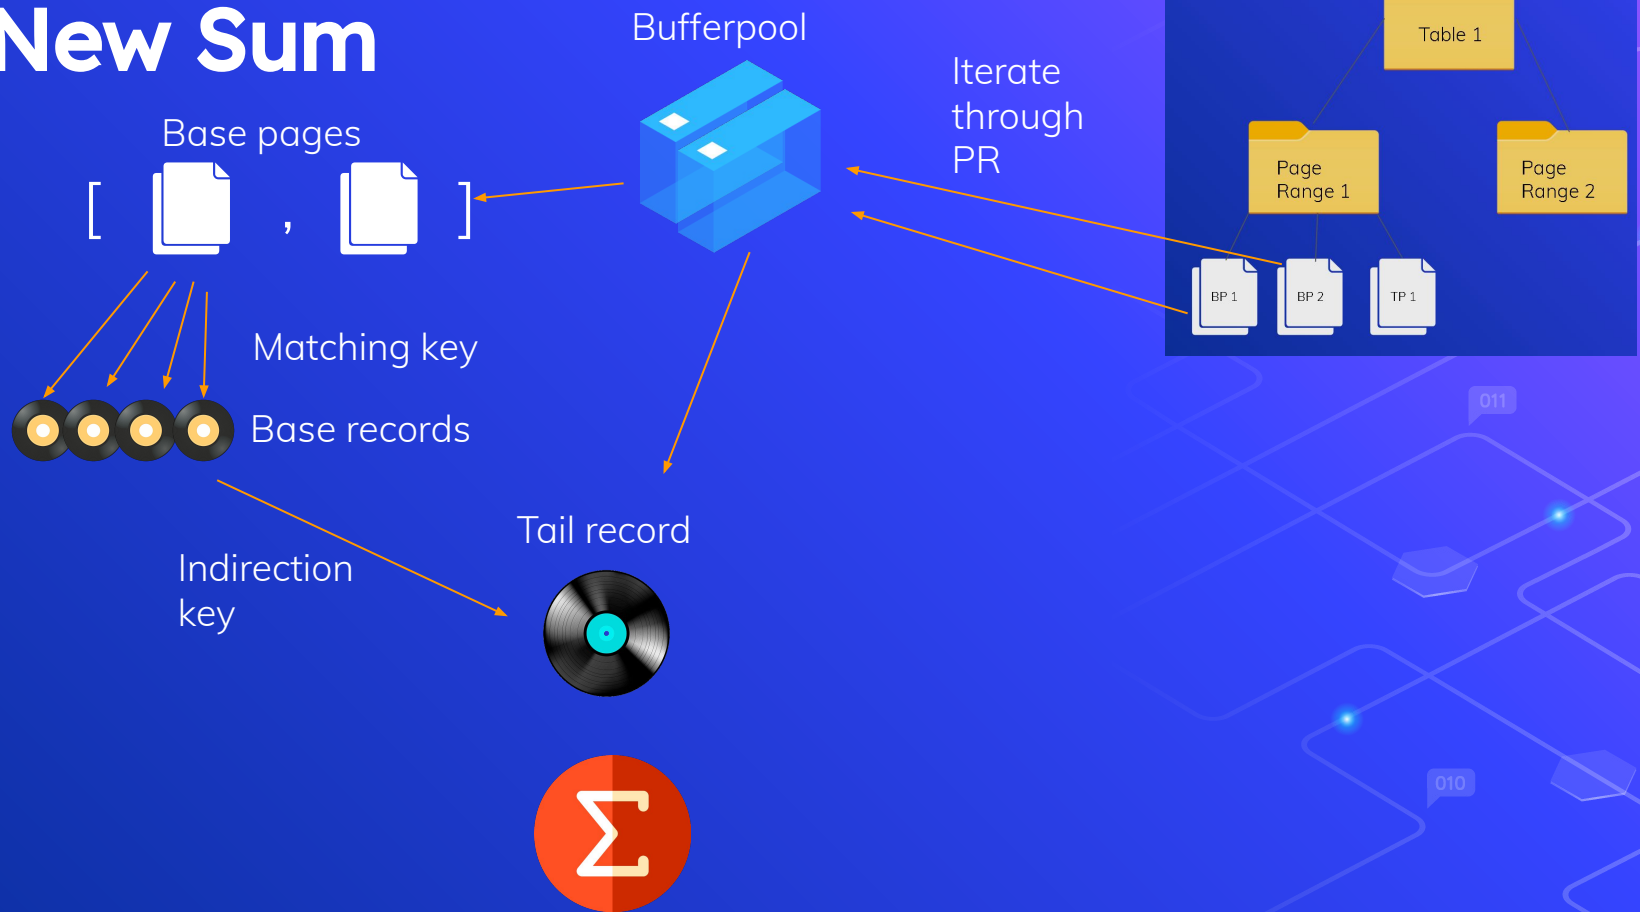 New Sum
Bufferpool
Iterate
through
PR
Table 1
Base pages
[ , ]
Page
Range 1
Page
Range 2
BP 1
BP 2
TP 1
Matching key
Base records
Tail record
Indirection
key
Σ
011
010